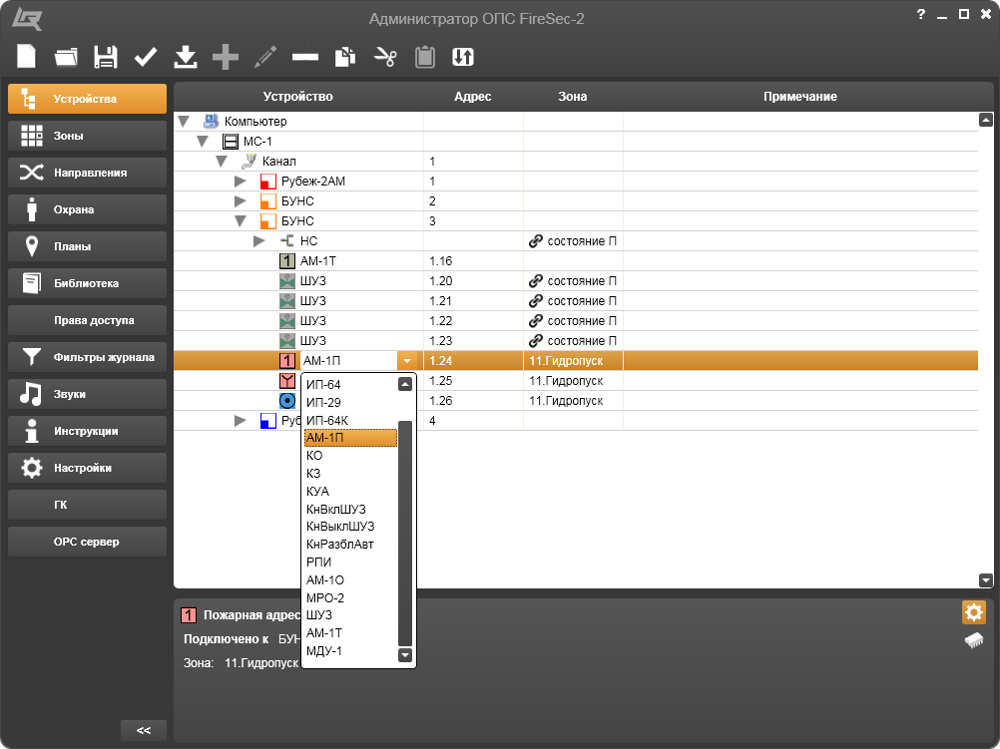 Администратор ОПС FireSec-2
?
Устройства
Зоны
Направления
Охрана
Планы
Библиотека
Права доступа
Фильтры журнала
Звуки
Инструкции
Настройки
ГК
ОРС сервер
<<
Устройство Адрес Зона Примечание
Компьютер
МС-1
Канал 1
Рубеж-2АМ 1
БУНС 2
БУНС 3
НС состояние П
1 АМ-1Т 1.16
ШУЗ 1.20 состояние П
ШУЗ 1.21 состояние П
ШУЗ 1.22 состояние П
ШУЗ 1.23 состояние П
1 АМ-1П 1.24 11.Гидропуск
1.25 11.Гидропуск
1.26 11.Гидропуск
Руб 4
ИП-64
ИП-29
ИП-64К
АМ-1П
КО
КЗ
КУА
КнВклШУЗ
КнВыклШУЗ
КнРазблАвт
РПИ
АМ-1О
МРО-2
ШУЗ
АМ-1Т
МДУ-1
1 Пожарная адрес
Подключено к БУН
Зона: 11.Гидропуск